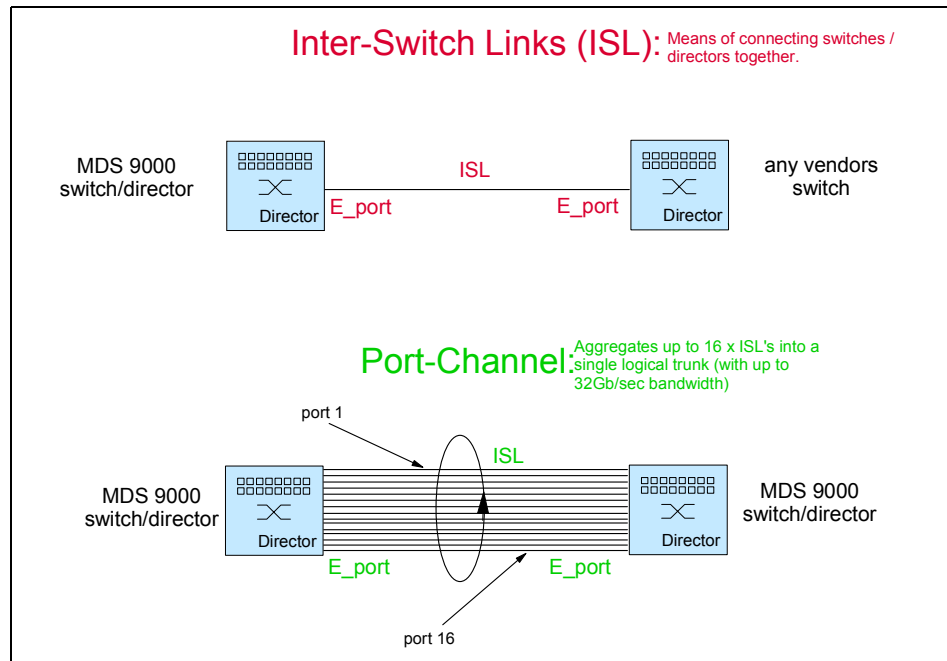 Inter-Switch Links (ISL): Means of connecting switches /
directors together.
MDS 9000
switch/director
Director
E_port
ISL
E_port
Director
any vendors
switch
Port-Channel: Aggregates up to 16 x ISL's into a
single logical trunk (with up to
32Gb/sec bandwidth)
port 1
ISL
MDS 9000
switch/director
Director
E_port
E_port
Director
MDS 9000
switch/director
port 16